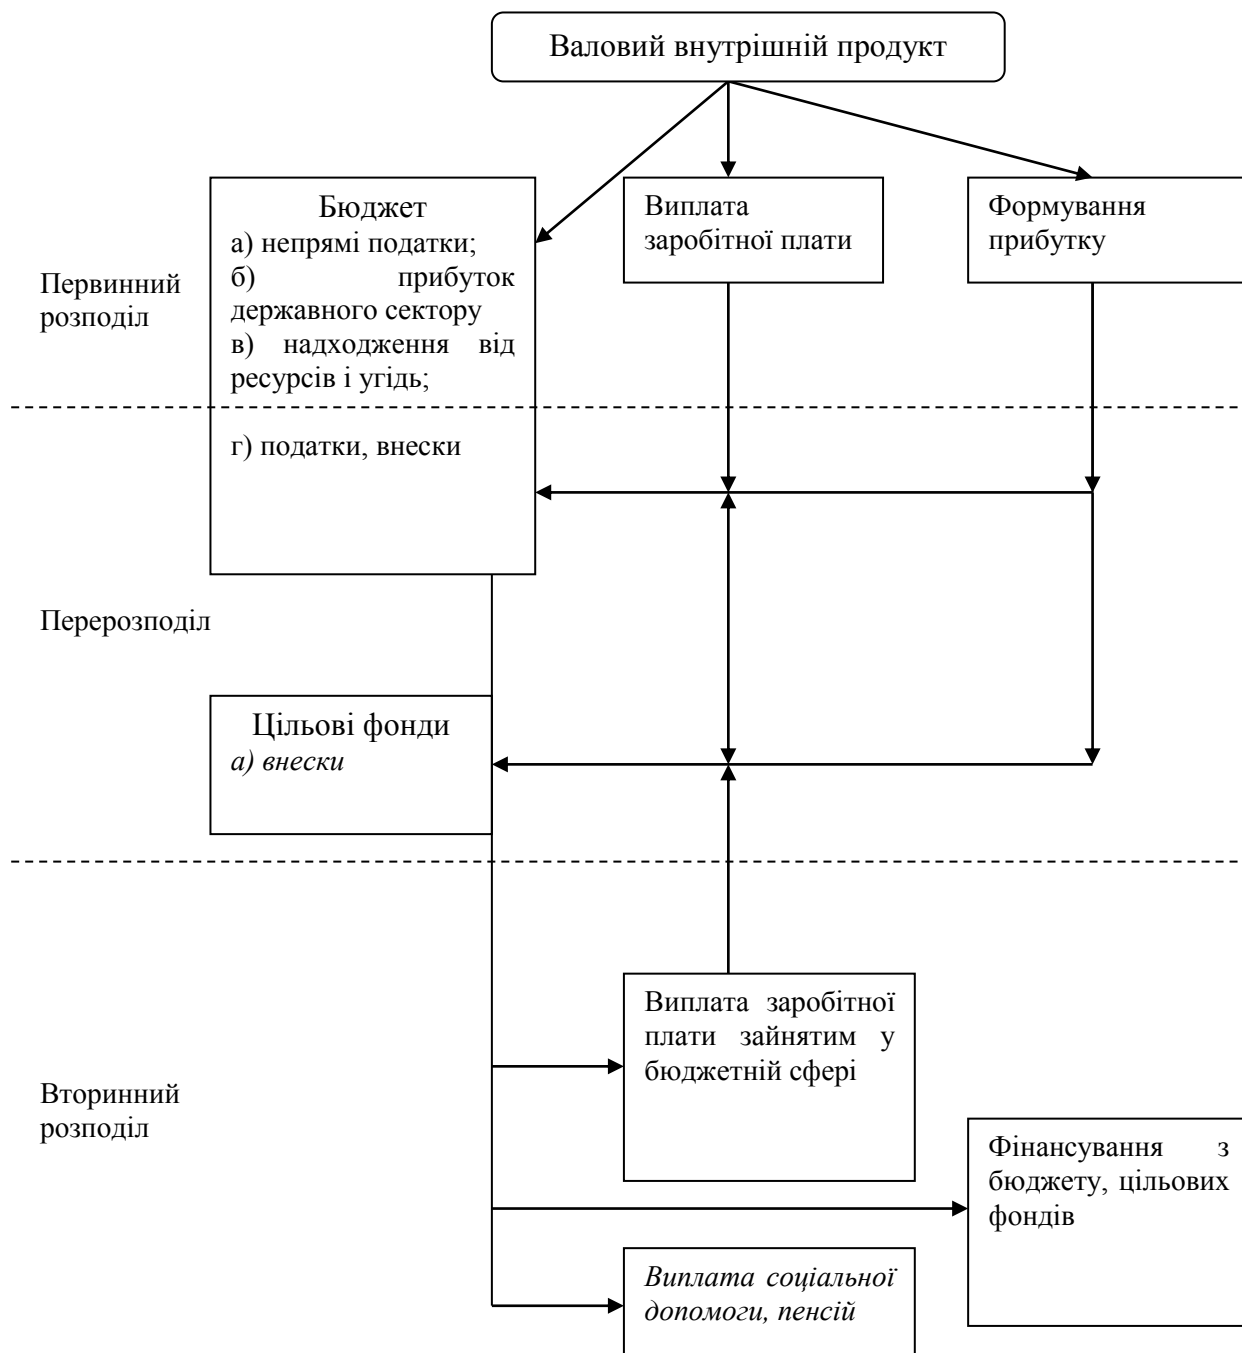 Валовий внутрішній продукт
Бюджет
а) непрямі податки;
б) прибуток
державного сектору
в) надходження від
ресурсів і угідь;
Виплата
заробітної плати
Формування
прибутку
Первинний
розподіл
г) податки, внески
Перерозподіл
Цільові фонди
а) внески
Виплата заробітної
плати зайнятим у
бюджетній сфері
Вторинний
розподіл
Фінансування з
бюджету, цільових
фондів
Виплата соціальної
допомоги, пенсій